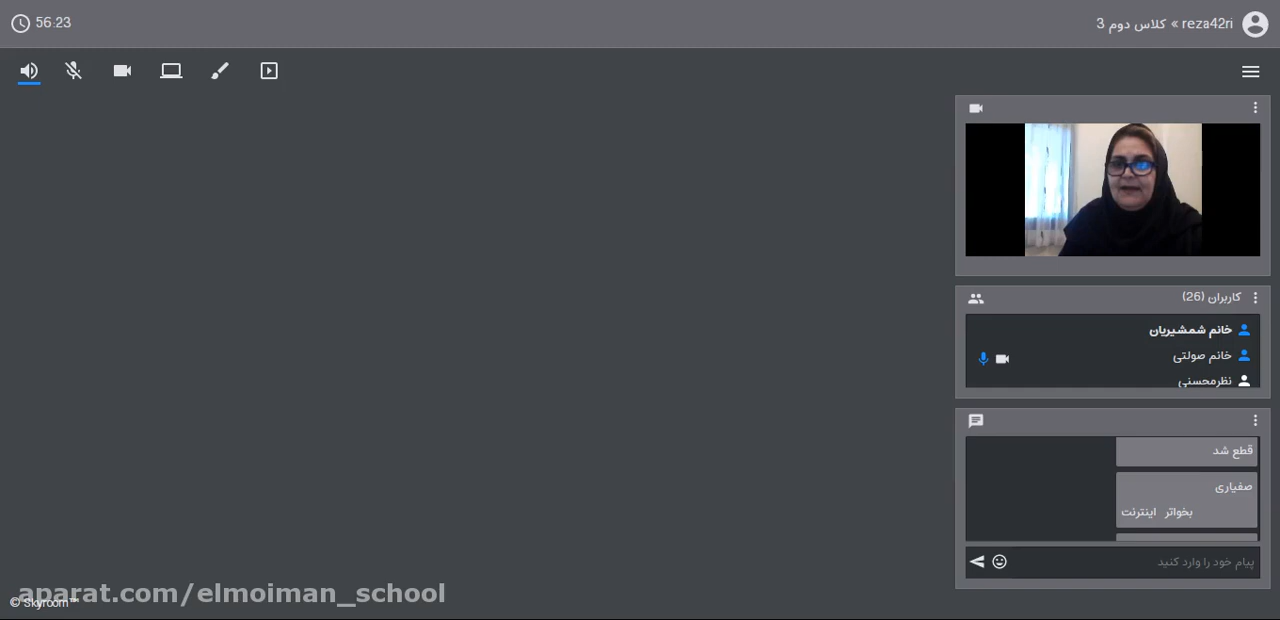 56:23
reza42ri » کلاس دوم 3
کاربران (26)
خانم شمشیریان
خانم صولتی
نظرمحسنی
قطع شد
صفیاری
بخواتر اینترنت
پیام خود را وارد کنید
aparat.com/elmoiman_school
© Skyroom™